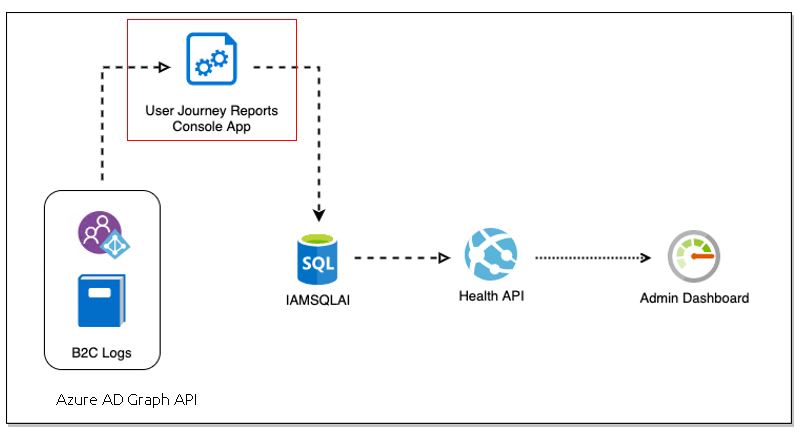 User Journey Reports
Console App
SQL
IAMSQLAI
Health API
Admin Dashboard
B2C Logs
Azure AD Graph API